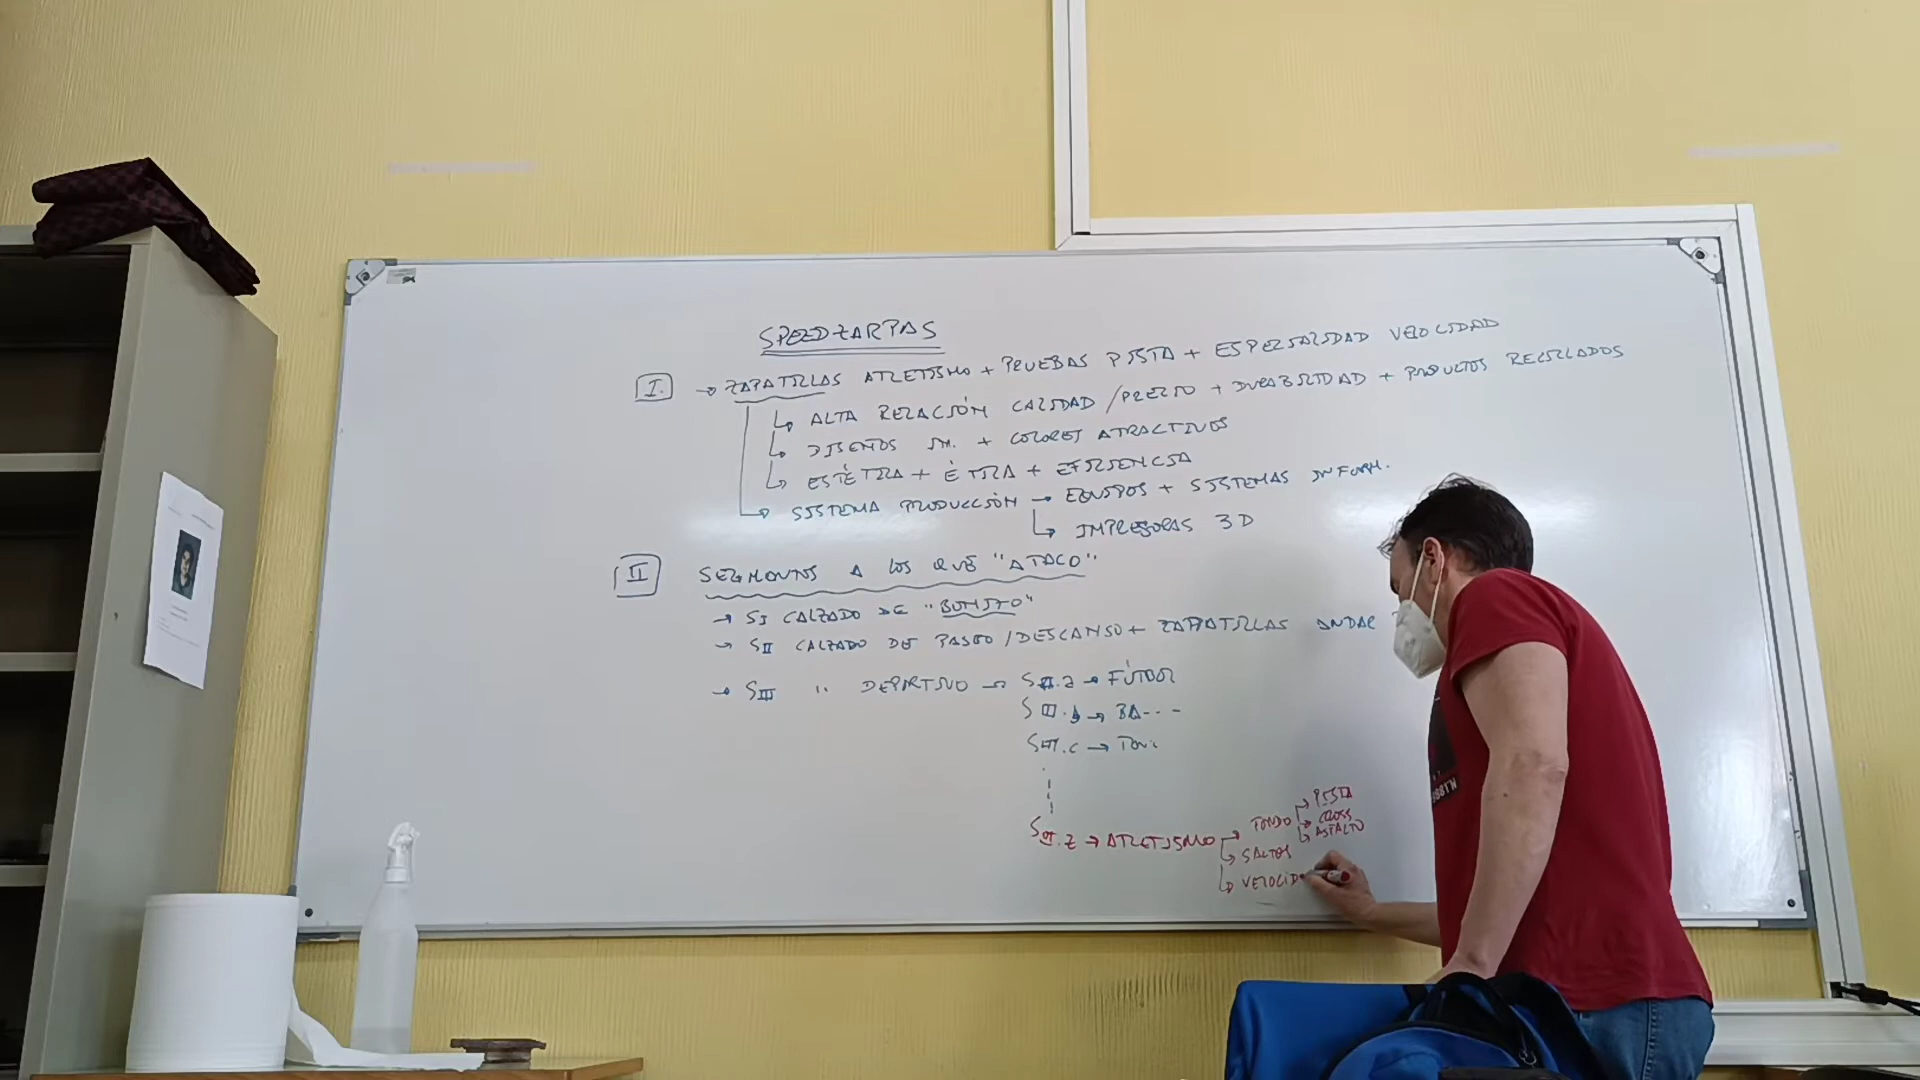 SPEEDZARPAS
I. → ZAPATILLAS ATLETISMO + PRUEBAS PISTA + ESPECIALIDAD VELOCIDAD
→ ALTA RELACIÓN CALIDAD / PRECIO + DURABILIDAD + PRODUCTOS RECICLADOS
→ DISEÑOS + COLORES ATRACTIVOS
→ ESTÉTICA + ÉTICA + EFICIENCIA
→ SISTEMA PRODUCCIÓN → EQUIPOS + SISTEMAS INFORM.
→ IMPRESORAS 3D
II SEGMENTOS A LOS QUE "ATACO"
→ SI CALZADO DE "BONITO"
→ SII CALZADO DE PASEO / DESCANSO + ZAPATILLAS ANDAR
→ SIII " DEPORTIVO → SIII.a → FÚTBOL
SIII.b → BA...
SIII.c →
SIII.Z → ATLETISMO → FONDO → PISTA
→ CROSS
→ ASFALTO
→ SALTOS
→ VELOCID